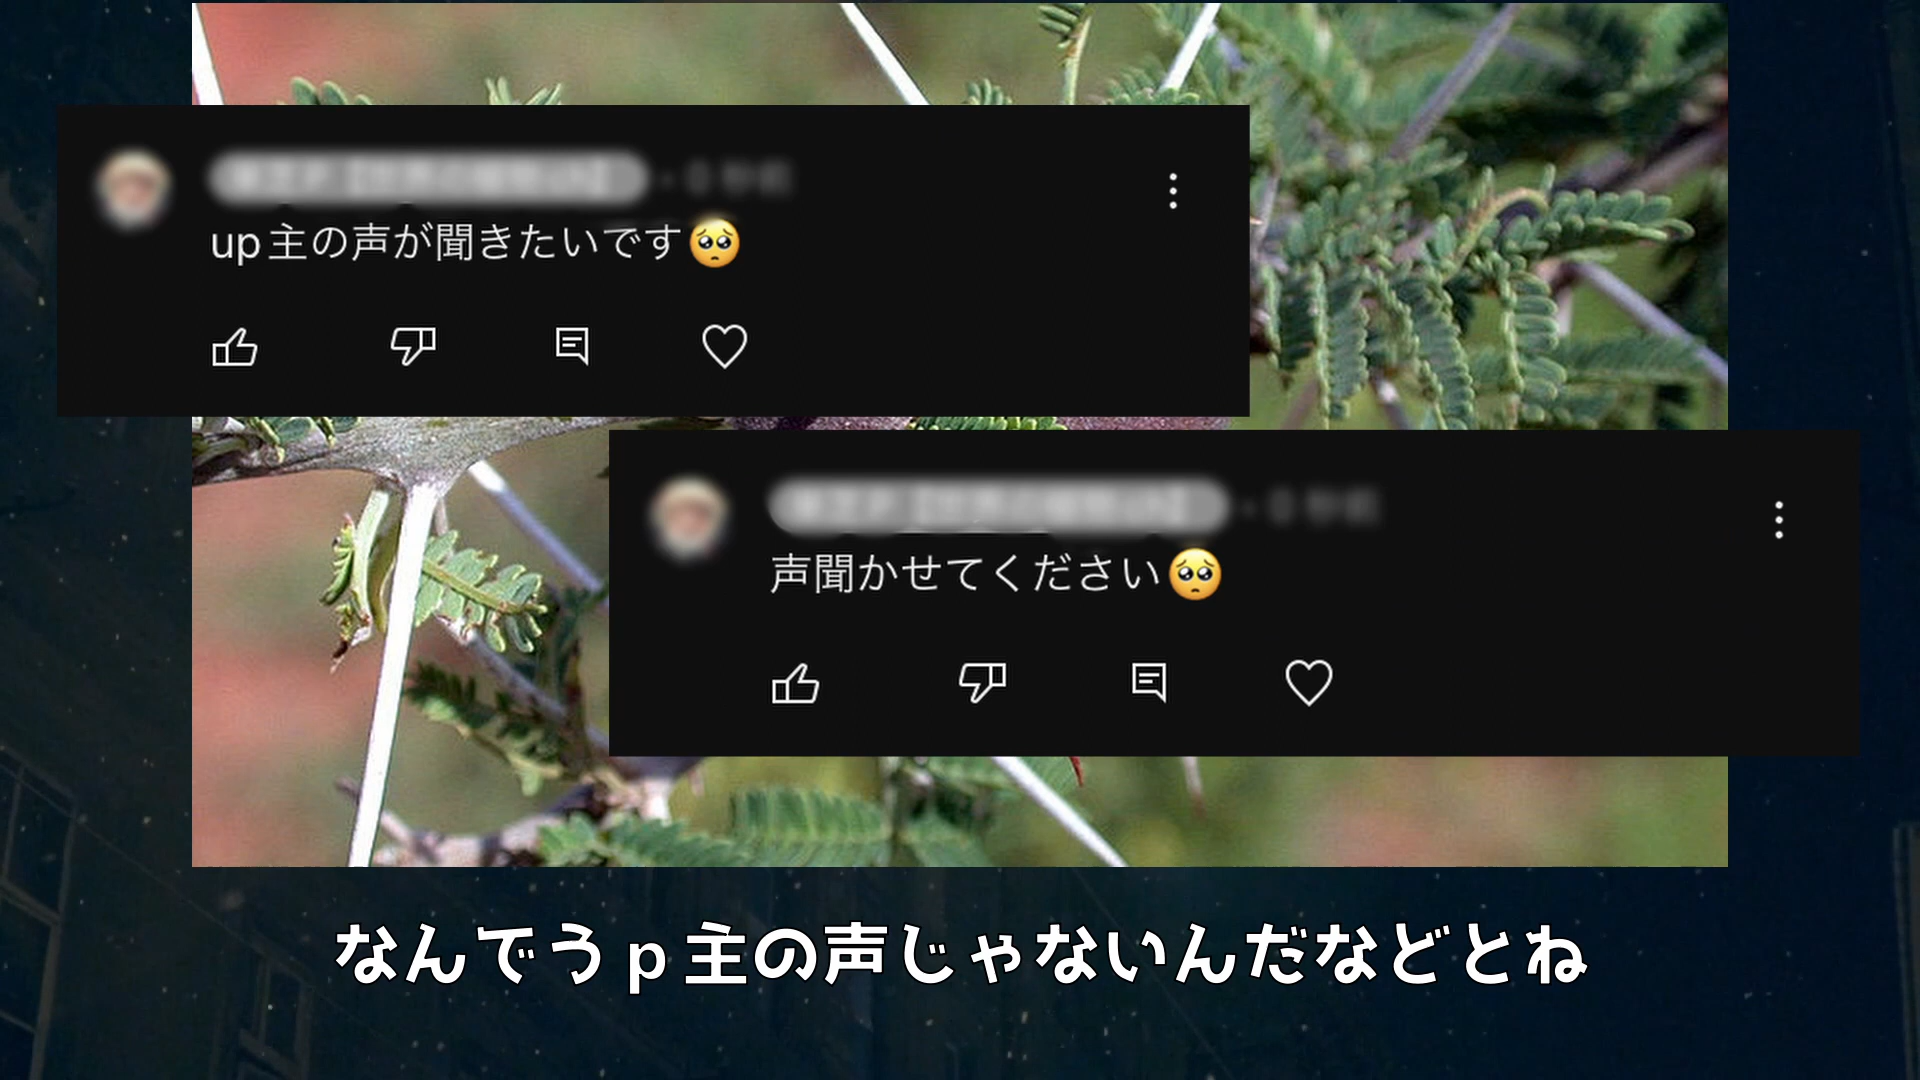 up主の声が聞きたいです🥺
声聞かせてください🥺
なんでうｐ主の声じゃないんだなどとね